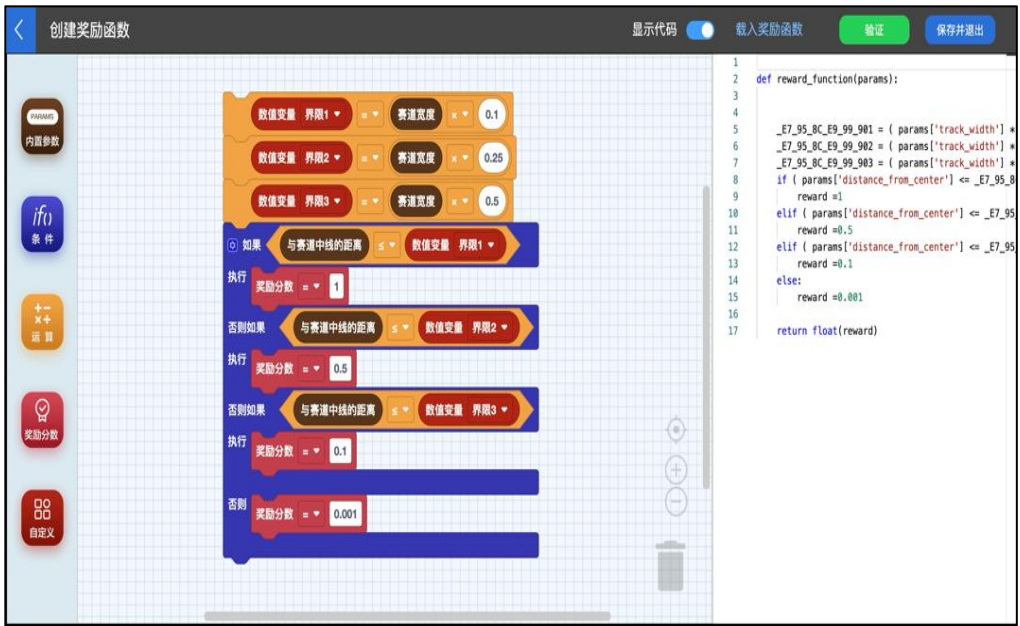 创建奖励函数
显示代码
载入奖励函数
验证
保存并退出
PARAMS
内置参数
if()
条件
+−
×+
运算
奖励分数
自定义
数值变量 界限1 = 赛道宽度 × 0.1
数值变量 界限2 = 赛道宽度 × 0.25
数值变量 界限3 = 赛道宽度 × 0.5
如果 与赛道中线的距离 ≤ 数值变量 界限1
执行 奖励分数 = 1
否则如果 与赛道中线的距离 ≤ 数值变量 界限2
执行 奖励分数 = 0.5
否则如果 与赛道中线的距离 ≤ 数值变量 界限3
执行 奖励分数 = 0.1
否则 奖励分数 = 0.001
1
2 def reward_function(params):
3
4
5 _E7_95_8C_E9_99_901 = ( params['track_width'] *
6 _E7_95_8C_E9_99_902 = ( params['track_width'] *
7 _E7_95_8C_E9_99_903 = ( params['track_width'] *
8 if ( params['distance_from_center'] <= _E7_95_8
9 reward =1
10 elif ( params['distance_from_center'] <= _E7_95
11 reward =0.5
12 elif ( params['distance_from_center'] <= _E7_95
13 reward =0.1
14 else:
15 reward =0.001
16
17 return float(reward)